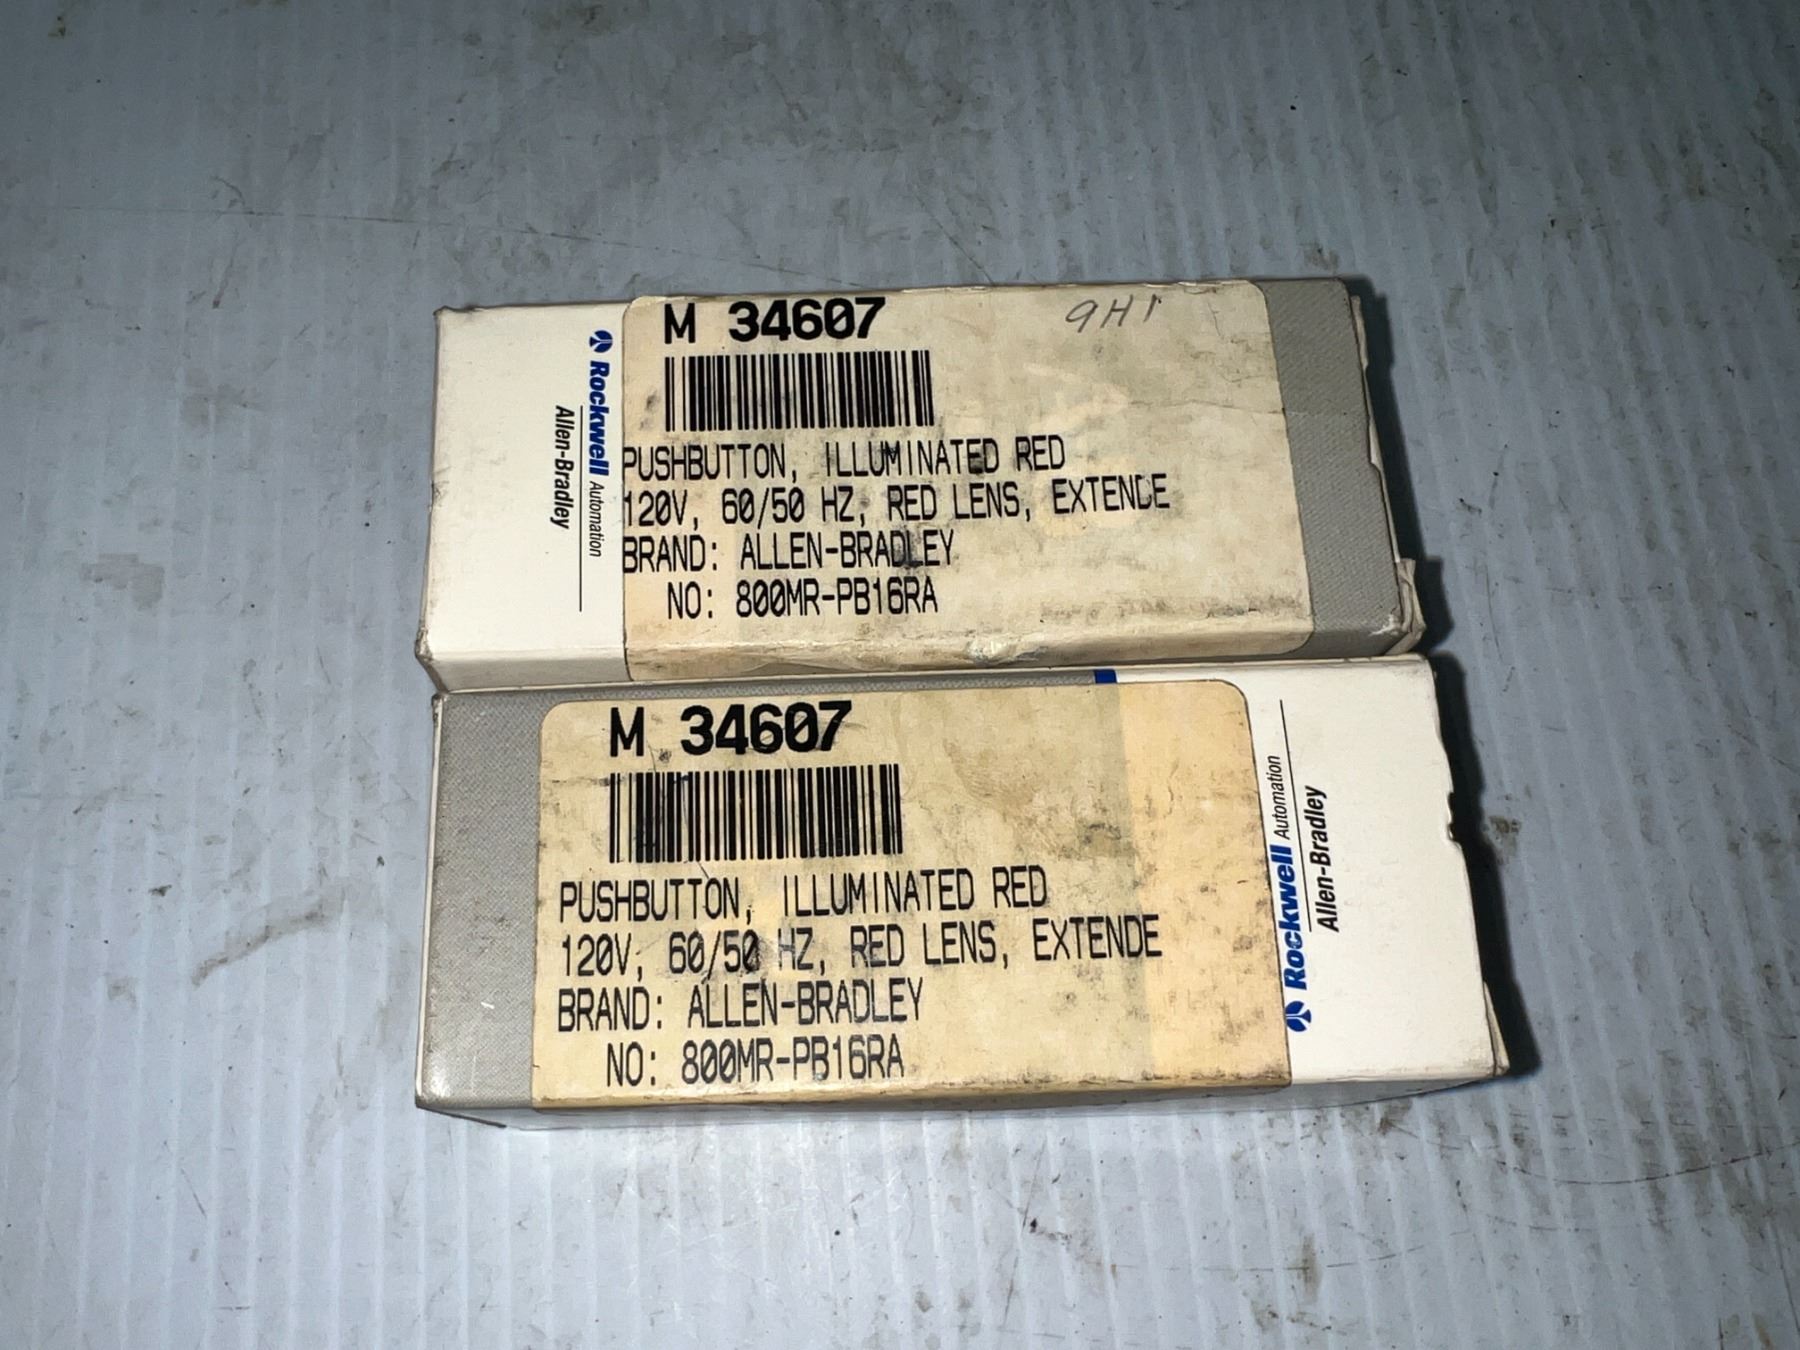 M 34607
9H1
PUSHBUTTON, ILLUMINATED RED
120V, 60/50 HZ, RED LENS, EXTENDE
BRAND: ALLEN-BRADLEY
NO: 800MR-PB16RA
Rockwell Automation
Allen-Bradley
M 34607
PUSHBUTTON, ILLUMINATED RED
120V, 60/50 HZ, RED LENS, EXTENDE
BRAND: ALLEN-BRADLEY
NO: 800MR-PB16RA
Rockwell Automation
Allen-Bradley